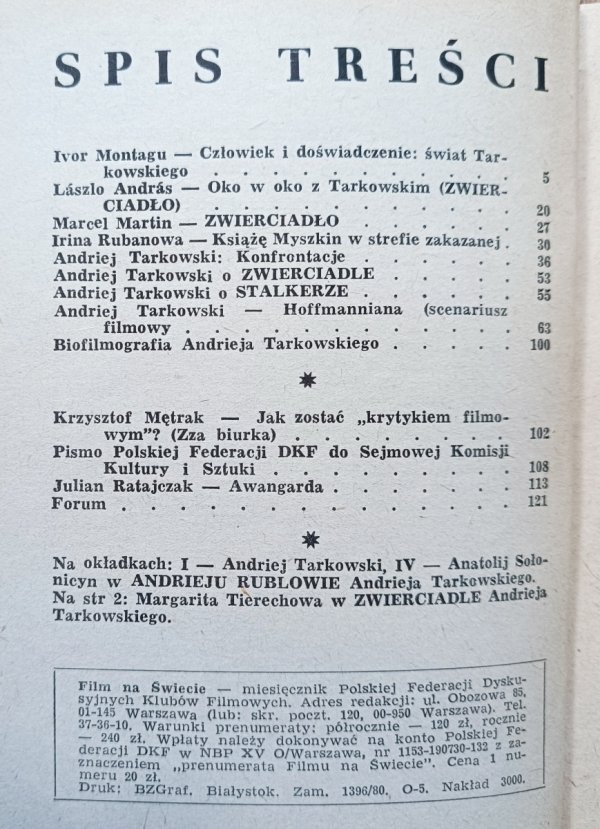 SPIS TREŚCI
Ivor Montagu — Człowiek i doświadczenie: świat Tar-
kowskiego . . . . . . . . . . . . 5
Lászlo András — Oko w oko z Tarkowskim (ZWIER-
CIADŁO) . . . . . . . . . . . . 20
Marcel Martin — ZWIERCIADŁO . . . . . . 27
Irina Rubanowa — Książę Myszkin w strefie zakazanej . 30
Andriej Tarkowski: Konfrontacje . . . . . . 36
Andriej Tarkowski o ZWIERCIADLE . . . . . 53
Andriej Tarkowski o STALKERZE . . . . . . 55
Andriej Tarkowski — Hoffmanniana (scenariusz
filmowy . . . . . . . . . . . . 63
Biofilmografia Andrieja Tarkowskiego . . . . . 100
Krzysztof Mętrak — Jak zostać „krytykiem filmo-
wym”? (Zza biurka) . . . . . . . . 102
Pismo Polskiej Federacji DKF do Sejmowej Komisji
Kultury i Sztuki . . . . . . . . . 108
Julian Ratajczak — Awangarda . . . . . . . 113
Forum . . . . . . . . . . . . . 121
Na okładkach: I — Andriej Tarkowski, IV — Anatolij Soło-
nicyn w ANDRIEJU RUBLOWIE Andrieja Tarkowskiego.
Na str 2: Margarita Tierechowa w ZWIERCIADLE Andrieja
Tarkowskiego.
Film na Świecie — miesięcznik Polskiej Federacji Dysku-
syjnych Klubów Filmowych. Adres redakcji: ul. Obozowa 85,
01-145 Warszawa (lub: skr. poczt. 120, 00-950 Warszawa). Tel.
37-36-10. Warunki prenumeraty: półrocznie — 120 zł, rocznie
— 240 zł. Wpłaty należy dokonywać na konto Polskiej Fe-
deracji DKF w NBP XV O/Warszawa, nr 1153-190730-132 z za-
znaczeniem „prenumerata Filmu na Świecie”. Cena 1 nu-
meru 20 zł.
Druk: BZGraf. Białystok. Zam. 1396/80. O-5. Nakład 3000.